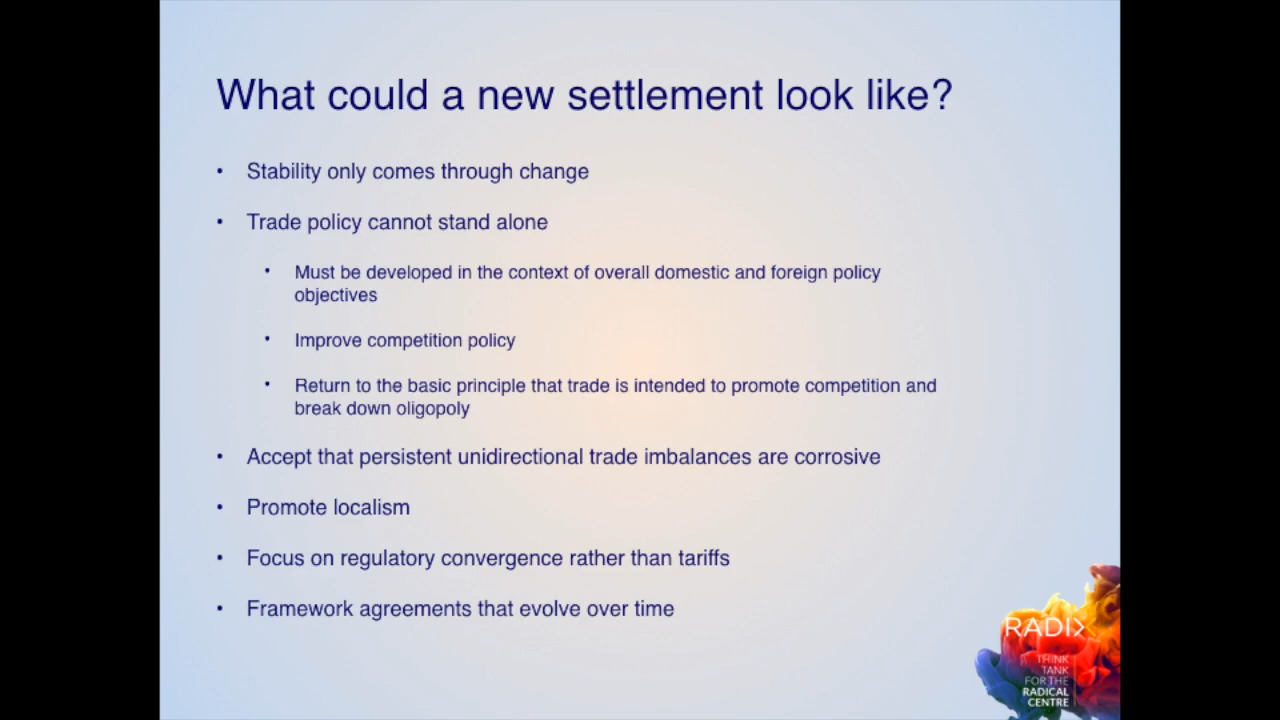 What could a new settlement look like?
• Stability only comes through change
• Trade policy cannot stand alone
• Must be developed in the context of overall domestic and foreign policy
objectives
• Improve competition policy
• Return to the basic principle that trade is intended to promote competition and
break down oligopoly
• Accept that persistent unidirectional trade imbalances are corrosive
• Promote localism
• Focus on regulatory convergence rather than tariffs
• Framework agreements that evolve over time
RADIX
THINK
TANK
FOR THE
RADICAL
CENTRE